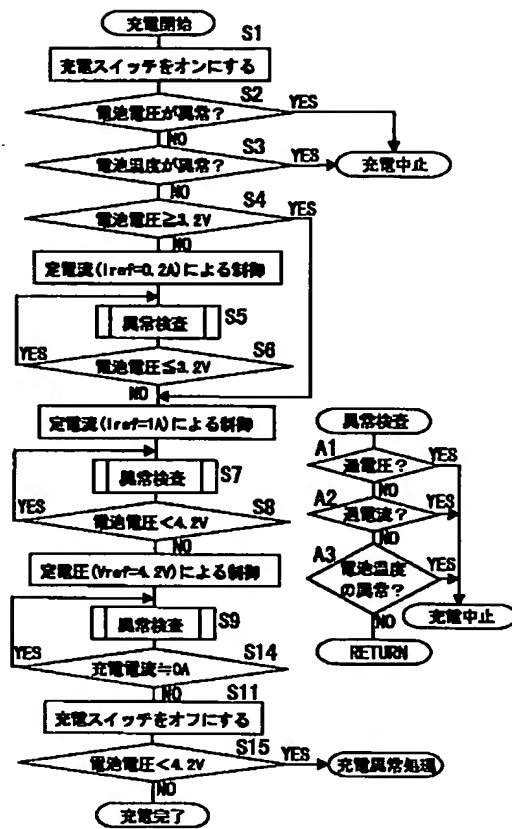 充電開始
S1
充電スイッチをオンにする
S2
電池電圧が異常?
YES
NO
S3
電池温度が異常?
YES
充電中止
NO
S4
電池電圧≧3.2V
YES
NO
定電流(Iref=0.2A)による制御
異常検査
S5
S6
YES
電池電圧≦3.2V
NO
定電流(Iref=1A)による制御
異常検査
S7
S8
YES
電池電圧<4.2V
NO
定電圧(Vref=4.2V)による制御
異常検査
S9
S14
YES
充電電流≒0A
NO
S11
充電スイッチをオフにする
S15
電池電圧<4.2V
YES
充電異常処理
NO
充電完了
異常検査
A1
過電圧?
YES
NO
A2
過電流?
YES
NO
A3
電池温度
の異常?
YES
充電中止
NO
RETURN